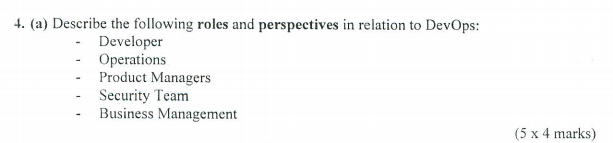 4. (a) Describe the following roles and perspectives in relation to DevOps:
- Developer
- Operations
- Product Managers
- Security Team
- Business Management
(5 x 4 marks)